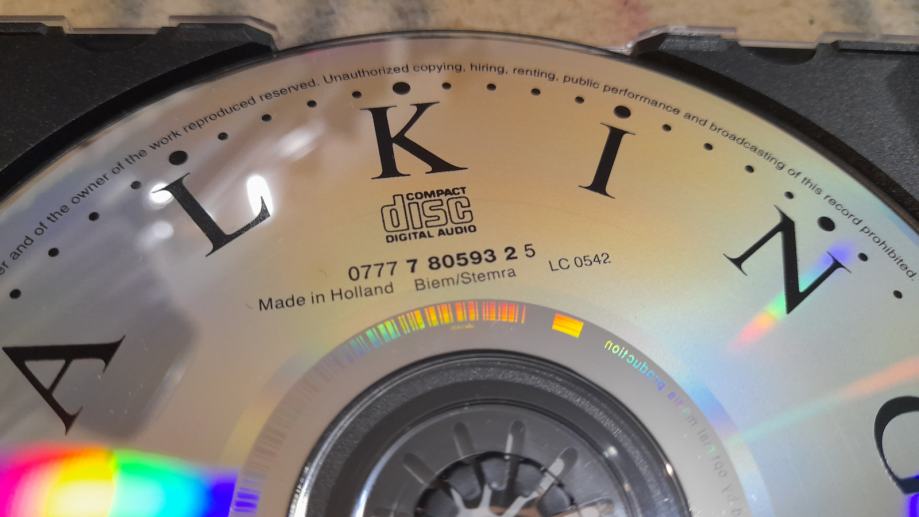 er and of the owner of the work reproduced reserved. Unauthorized copying, hiring, renting, public performance and broadcasting of this record prohibited.
A L K I N
COMPACT
disc
DIGITAL AUDIO
0777 7 80593 2 5
Made in Holland Biem/Stemra LC 0542